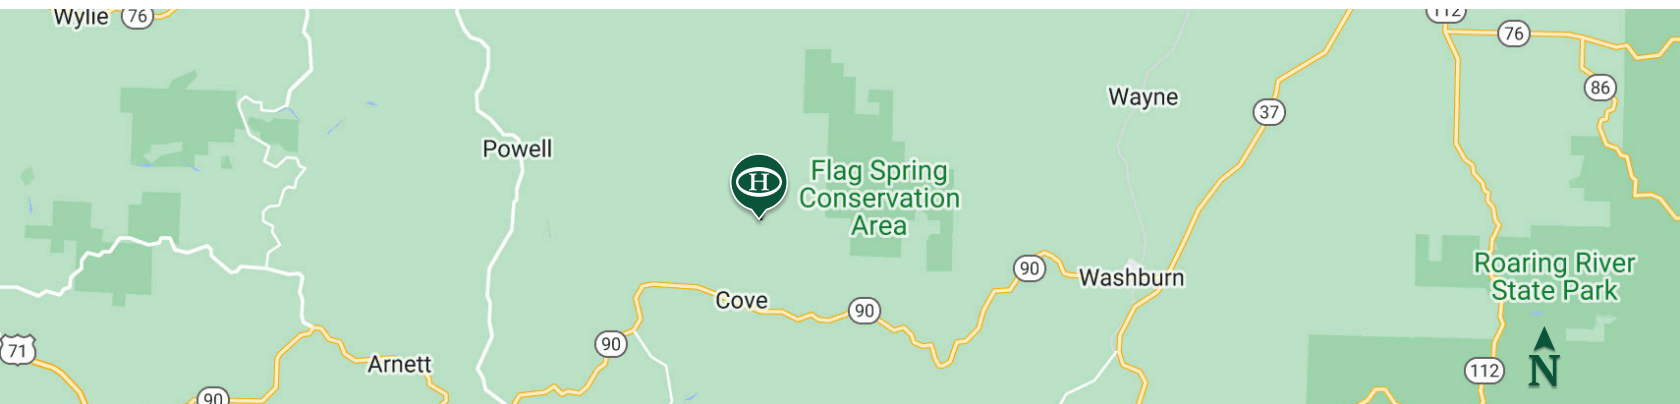 Wylie
76
112
76
86
Wayne
37
Powell
H
Flag Spring
Conservation
Area
90
Washburn
Roaring River
State Park
Cove
90
90
71
Arnett
90
112
N